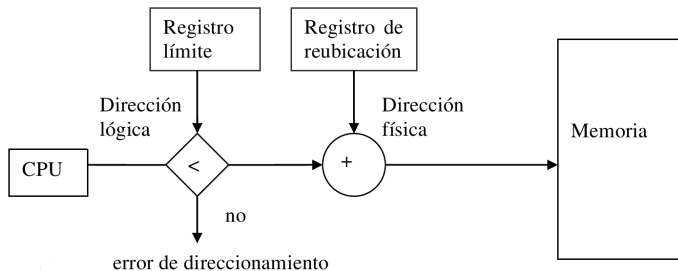 Registro
límite
Registro de
reubicación
Dirección
lógica
Dirección
física
Memoria
CPU
<
+
no
error de direccionamiento